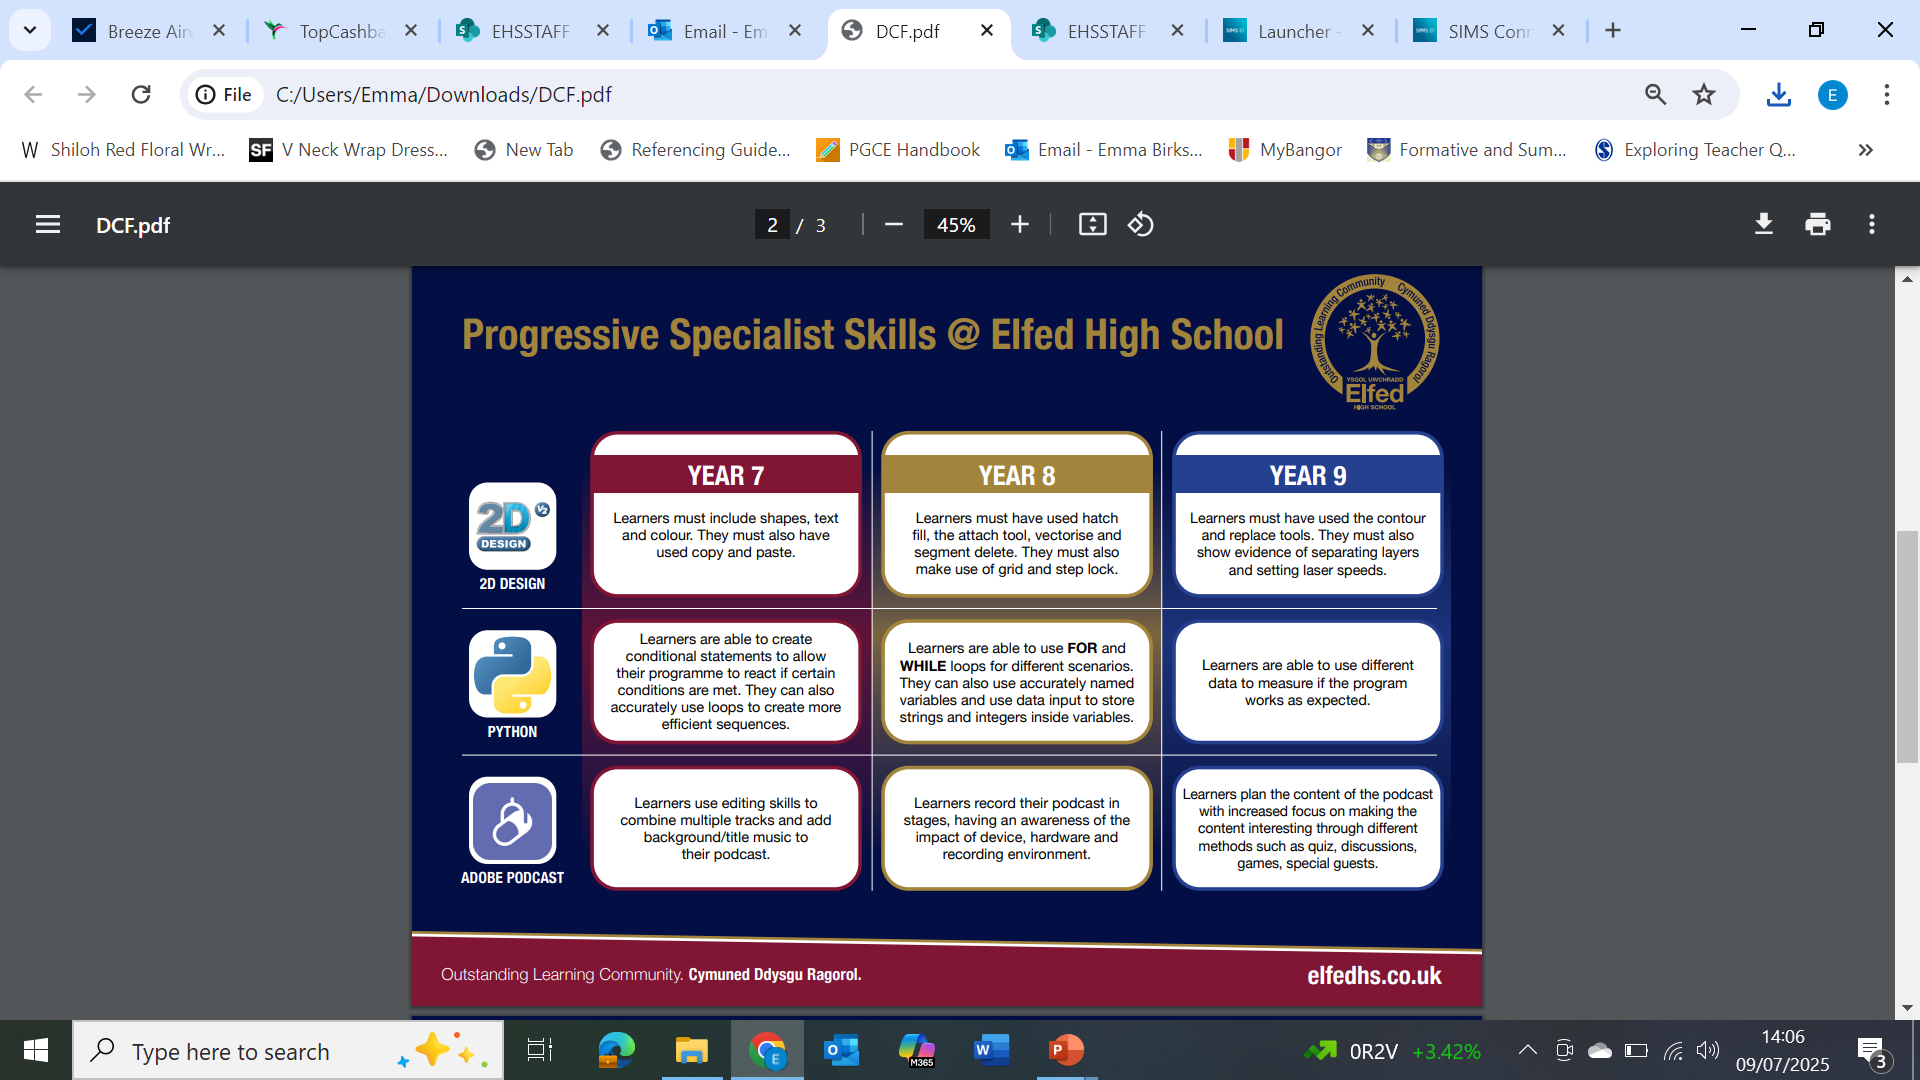 Breeze Air
TopCashba
EHSSTAFF
Email - Em
DCF.pdf
EHSSTAFF
Launcher -
SIMS Conr
File
C:/Users/Emma/Downloads/DCF.pdf
E
W Shiloh Red Floral Wr...
SF V Neck Wrap Dress...
New Tab
Referencing Guide...
PGCE Handbook
Email - Emma Birks...
MyBangor
Formative and Sum...
Exploring Teacher Q...
DCF.pdf
2 / 3
45%
Progressive Specialist Skills @ Elfed High School
Outstanding Learning Community
Cymuned Ddysgu Ragorol
YSGOL UWCHRADD
Elfed
HIGH SCHOOL
YEAR 7
YEAR 8
YEAR 9
2D V2
DESIGN
2D DESIGN
Learners must include shapes, text
and colour. They must also have
used copy and paste.
Learners must have used hatch
fill, the attach tool, vectorise and
segment delete. They must also
make use of grid and step lock.
Learners must have used the contour
and replace tools. They must also
show evidence of separating layers
and setting laser speeds.
PYTHON
Learners are able to create
conditional statements to allow
their programme to react if certain
conditions are met. They can also
accurately use loops to create more
efficient sequences.
Learners are able to use FOR and
WHILE loops for different scenarios.
They can also use accurately named
variables and use data input to store
strings and integers inside variables.
Learners are able to use different
data to measure if the program
works as expected.
ADOBE PODCAST
Learners use editing skills to
combine multiple tracks and add
background/title music to
their podcast.
Learners record their podcast in
stages, having an awareness of the
impact of device, hardware and
recording environment.
Learners plan the content of the podcast
with increased focus on making the
content interesting through different
methods such as quiz, discussions,
games, special guests.
Outstanding Learning Community. Cymuned Ddysgu Ragorol.
elfedhs.co.uk
Type here to search
E
M365
0R2V +3.42%
14:06
09/07/2025
3